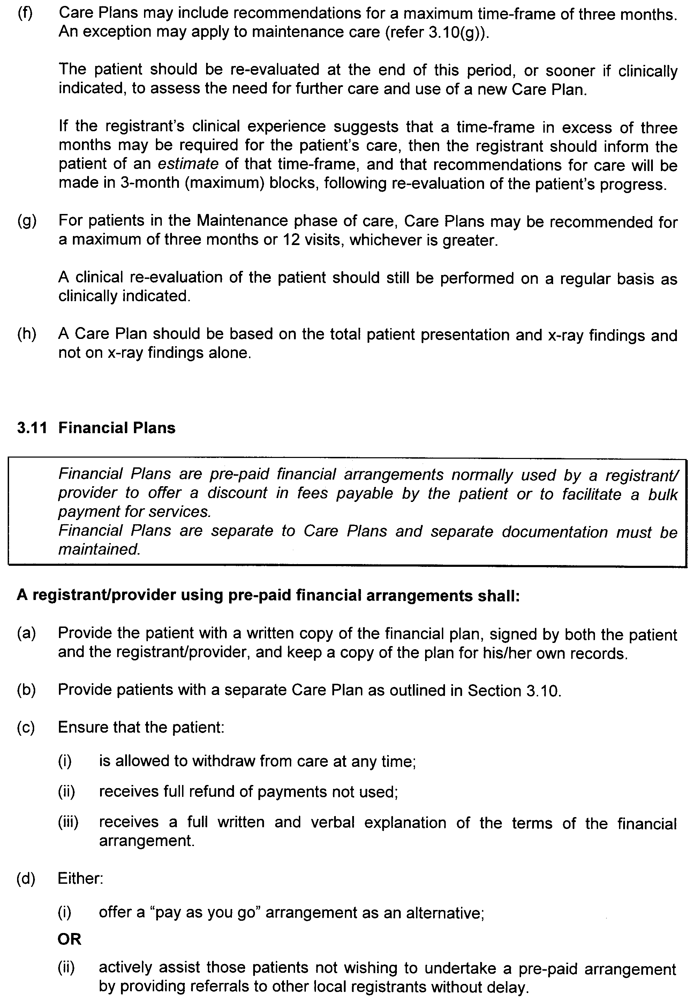 (f) Care Plans may include recommendations for a maximum time-frame of three months.
An exception may apply to maintenance care (refer 3.10(g)).
The patient should be re-evaluated at the end of this period, or sooner if clinically
indicated, to assess the need for further care and use of a new Care Plan.
If the registrant's clinical experience suggests that a time-frame in excess of three
months may be required for the patient's care, then the registrant should inform the
patient of an estimate of that time-frame, and that recommendations for care will be
made in 3-month (maximum) blocks, following re-evaluation of the patient's progress.
(g) For patients in the Maintenance phase of care, Care Plans may be recommended for
a maximum of three months or 12 visits, whichever is greater.
A clinical re-evaluation of the patient should still be performed on a regular basis as
clinically indicated.
(h) A Care Plan should be based on the total patient presentation and x-ray findings and
not on x-ray findings alone.
3.11 Financial Plans
Financial Plans are pre-paid financial arrangements normally used by a registrant/
provider to offer a discount in fees payable by the patient or to facilitate a bulk
payment for services.
Financial Plans are separate to Care Plans and separate documentation must be
maintained.
A registrant/provider using pre-paid financial arrangements shall:
(a) Provide the patient with a written copy of the financial plan, signed by both the patient
and the registrant/provider, and keep a copy of the plan for his/her own records.
(b) Provide patients with a separate Care Plan as outlined in Section 3.10.
(c) Ensure that the patient:
(i) is allowed to withdraw from care at any time;
(ii) receives full refund of payments not used;
(iii) receives a full written and verbal explanation of the terms of the financial
arrangement.
(d) Either:
(i) offer a "pay as you go" arrangement as an alternative;
OR
(ii) actively assist those patients not wishing to undertake a pre-paid arrangement
by providing referrals to other local registrants without delay.